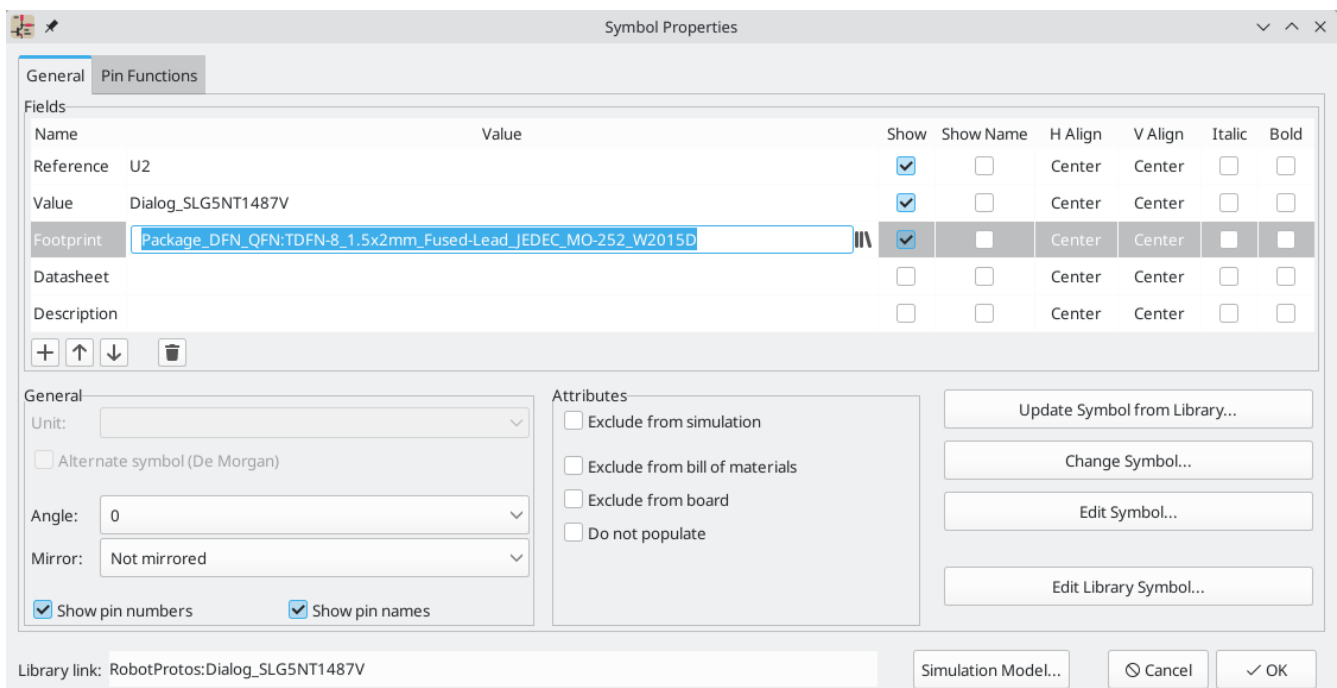 Symbol Properties
General Pin Functions
Fields
Name Value Show Show Name H Align V Align Italic Bold
Reference U2 Center Center
Value Dialog_SLG5NT1487V Center Center
Footprint Package_DFN_QFN:TDFN-8_1.5x2mm_Fused-Lead_JEDEC_MO-252_W2015D Center Center
Datasheet Center Center
Description Center Center
General
Unit:
Alternate symbol (De Morgan)
Angle: 0
Mirror: Not mirrored
Show pin numbers Show pin names
Attributes
Exclude from simulation
Exclude from bill of materials
Exclude from board
Do not populate
Update Symbol from Library...
Change Symbol...
Edit Symbol...
Edit Library Symbol...
Library link: RobotProtos:Dialog_SLG5NT1487V Simulation Model... Cancel OK